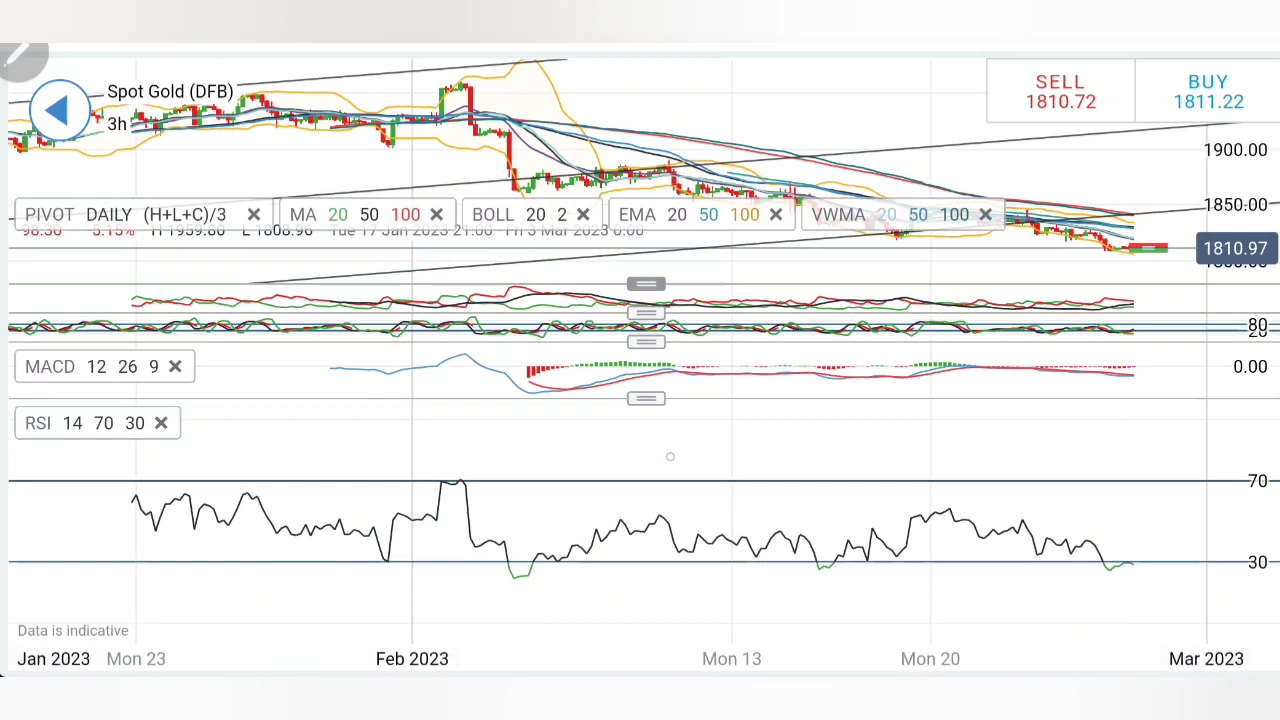 Spot Gold (DFB)
3h
SELL
1810.72
BUY
1811.22
1900.00
1850.00
PIVOT DAILY (H+L+C)/3
MA 20 50 100
BOLL 20 2
EMA 20 50 100
VWMA 20 50 100
1810.97
80
20
MACD 12 26 9
0.00
RSI 14 70 30
70
30
Data is indicative
Jan 2023 Mon 23 Feb 2023 Mon 13 Mon 20 Mar 2023